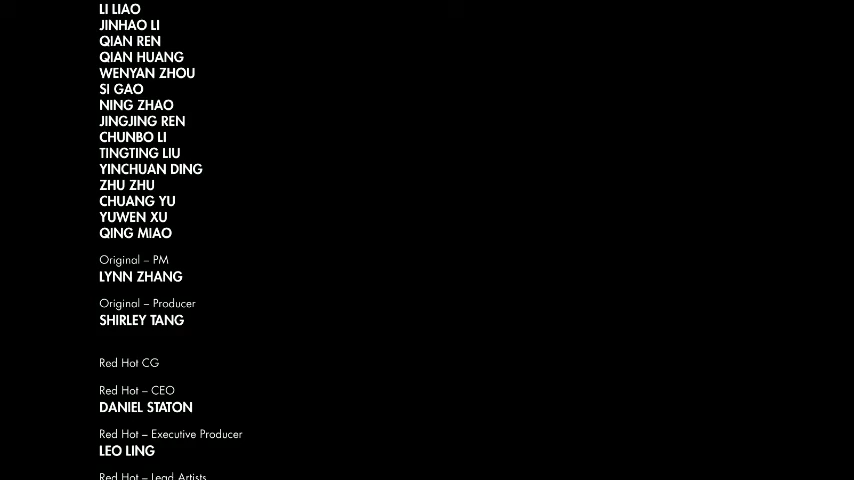 LI LIAO
JINHAO LI
QIAN REN
QIAN HUANG
WENYAN ZHOU
SI GAO
NING ZHAO
JINGJING REN
CHUNBO LI
TINGTING LIU
YINCHUAN DING
ZHU ZHU
CHUANG YU
YUWEN XU
QING MIAO
Original – PM
LYNN ZHANG
Original – Producer
SHIRLEY TANG
Red Hot CG
Red Hot – CEO
DANIEL STATON
Red Hot – Executive Producer
LEO LING
Red Hot – Lead Artists